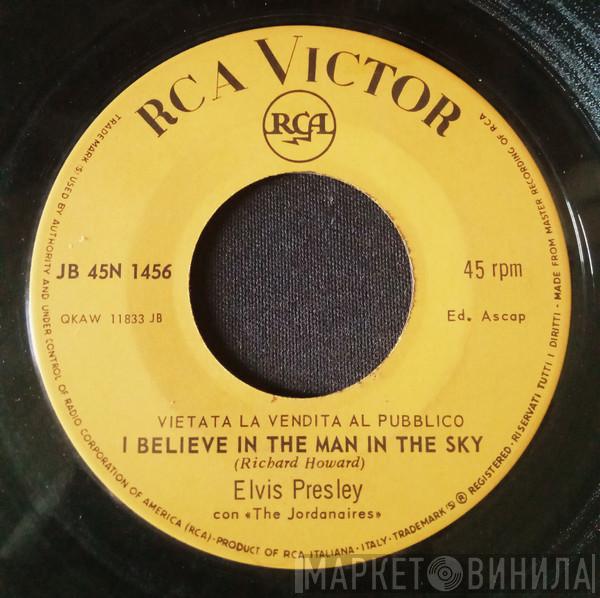 RCA VICTOR
RCA
JB 45N 1456
45 rpm
QKAW 11833 JB
Ed. Ascap
VIETATA LA VENDITA AL PUBBLICO
I BELIEVE IN THE MAN IN THE SKY
(Richard Howard)
Elvis Presley
con «The Jordanaires»
TRADEMARK 'S' USED BY AUTHORITY AND UNDER CONTROL OF RADIO CORPORATION OF AMERICA (RCA)·PRODUCT OF RCA ITALIANA·ITALY·TRADEMARK(S)® REGISTERED·RISERVATI TUTTI I DIRITTI - MADE FROM MASTER RECORDING OF RCA
МАРКЕТ ВИНИЛА